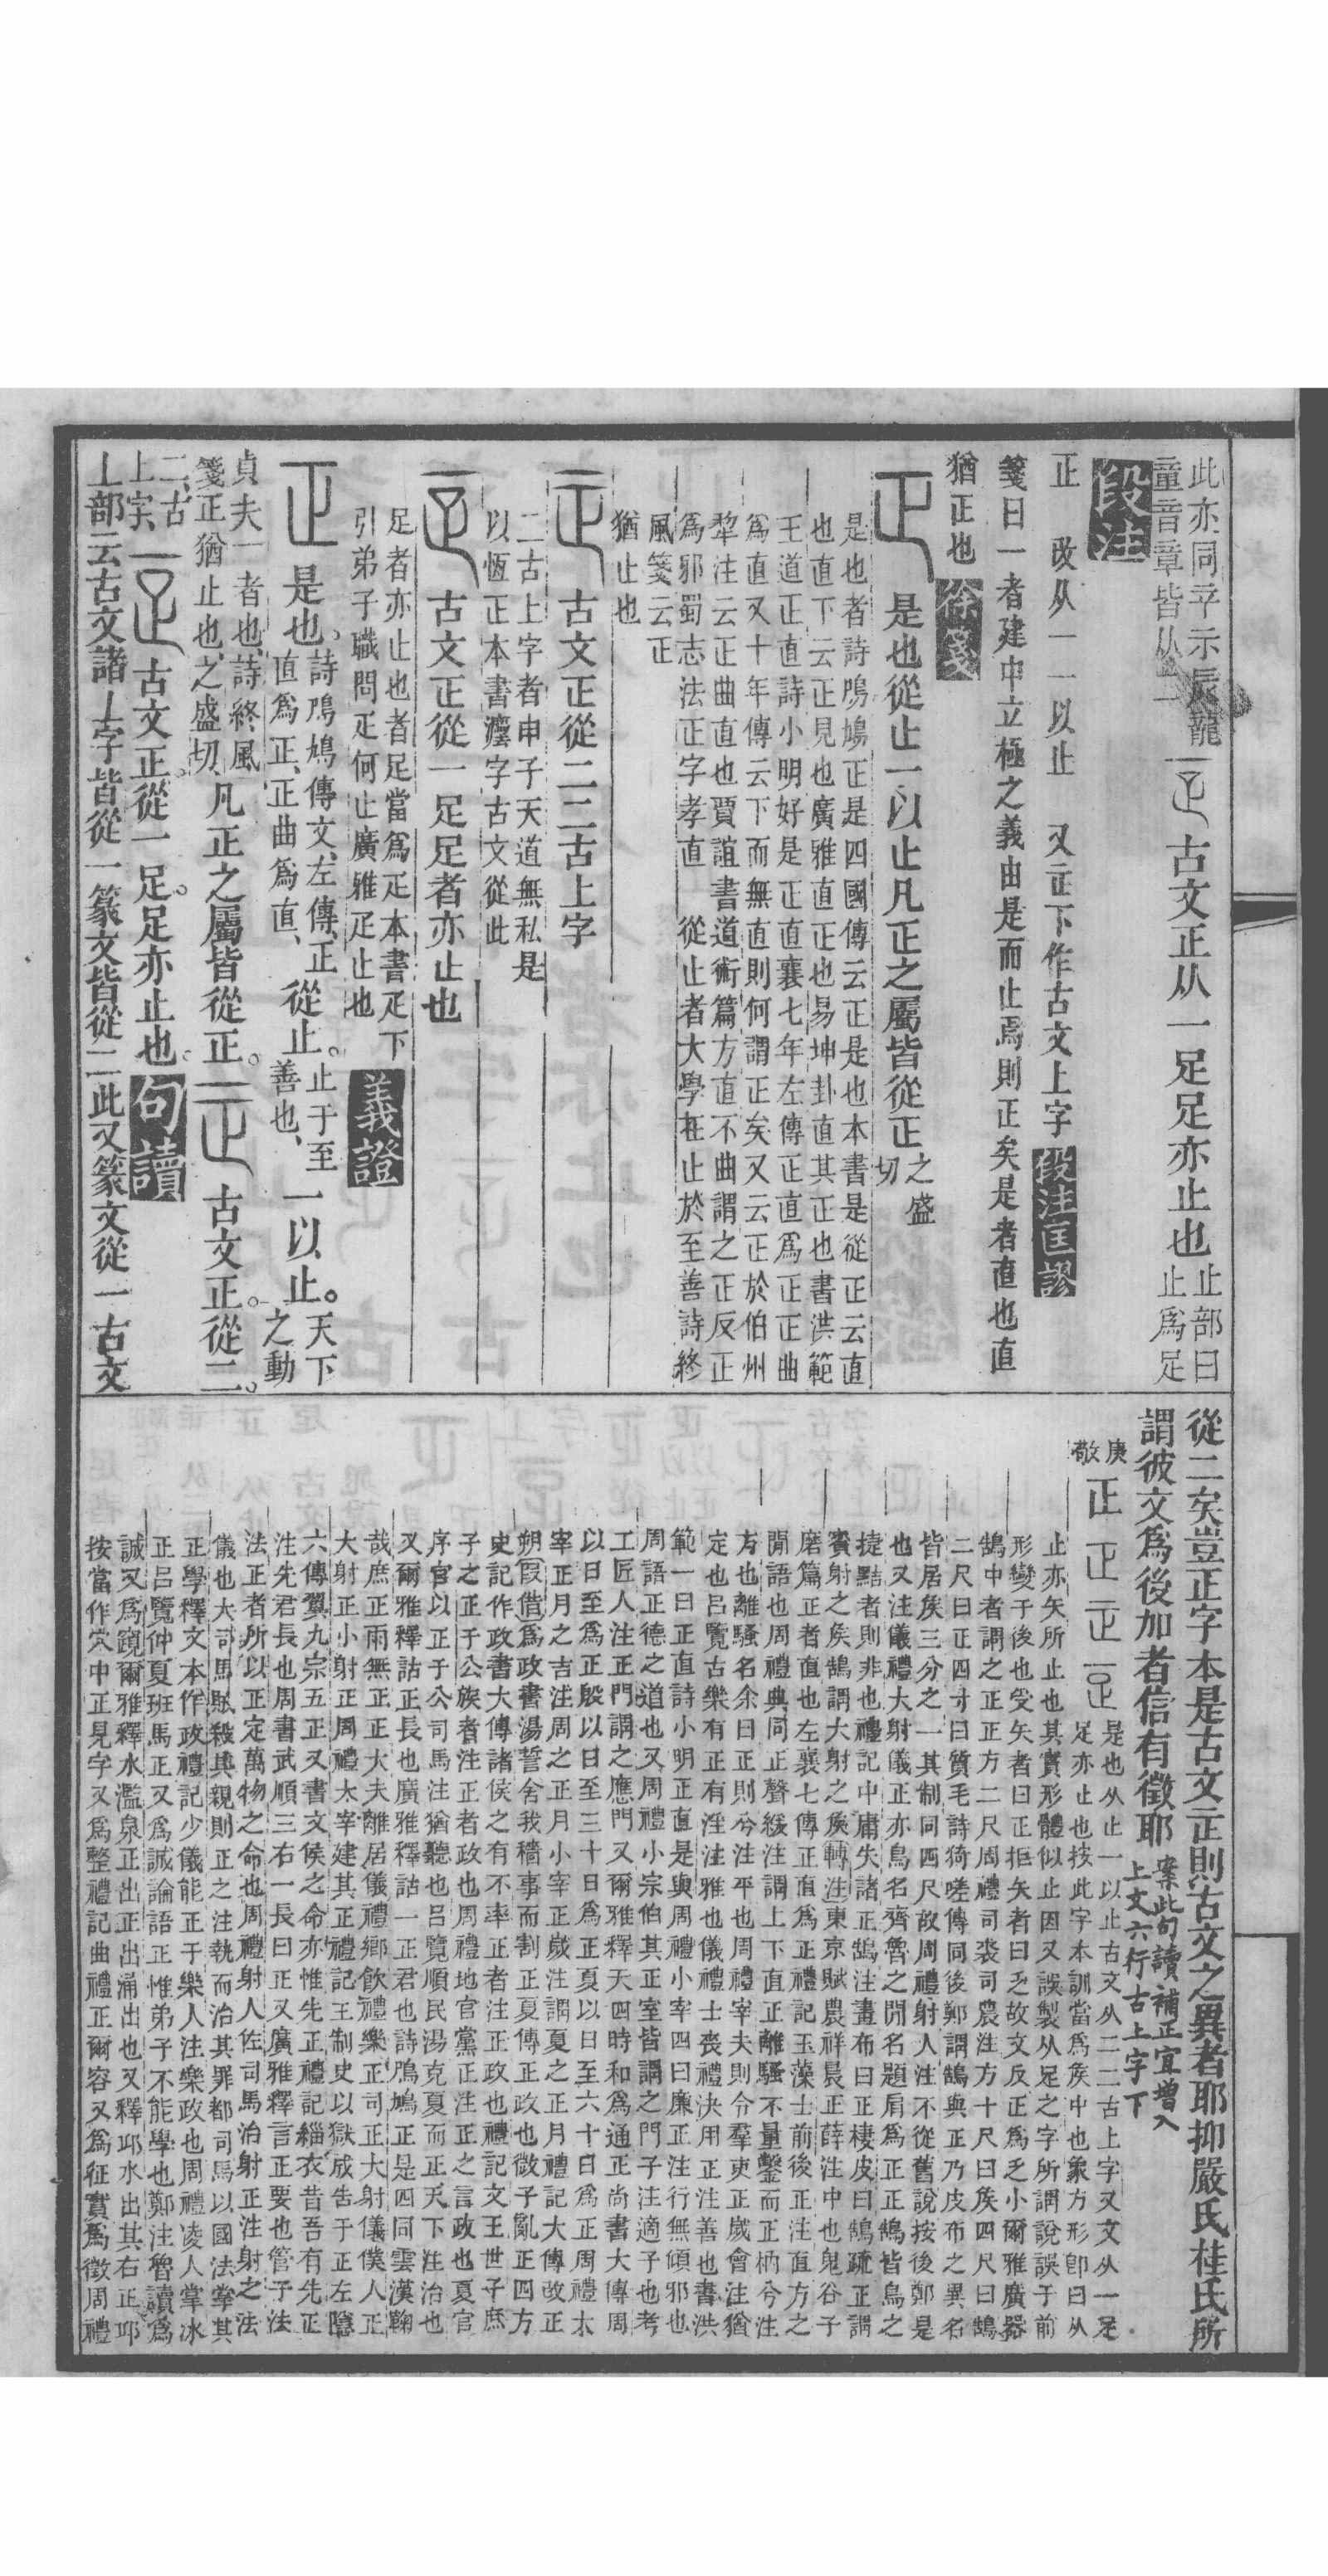 此亦同䇂示辰龍
童音章皆从二
古文正从一足足亦止也
止部曰
止爲足
段注
正　改从一一以止　又正下作古文上字
段注匡謬
箋曰一者建中立極之義由是而止焉則正矣是者直也直
猶正也
徐箋
是也從止一以止凡正之屬皆從正
之盛
切
是也者詩鳲鳩正是四國傳云正是也本書是從正云直
也直下云正見也廣雅直正也易坤卦直其正也書洪範
王道正直詩小明好是正直襄七年左傳正直爲正正曲
爲直又十年傳云下而無直則何謂正矣又云正於伯州
犂注云正曲直也賈誼書道術篇方直不曲謂之正反正
爲邪蜀志法正字孝直　從止者大學在止於至善詩終
風箋云正
猶止也
古文正從二二古上字
二古上字者申子天道無私是
以恆正本書灋字古文從此
古文正從一足足者亦止也
足者亦止也者足當爲疋本書疋下
引弟子職問疋何止廣雅疋止也
義證
正
是也
詩鳲鳩傳文左傳正
直爲正正曲爲直
從止
止于至
善也
一以止
天下
之動
貞夫一者也詩終風
箋正猶止也之盛切
凡正之屬皆從正
古文正從二
二古
上字
古文正從一足足亦止也
句讀
丄部云古文諸丄字皆從一篆文皆從二此又篆文從一古文
從二矣豈正字本是古文正則古文之異者耶抑嚴氏桂氏所
謂彼文爲後加者信有徵耶
案此句讀補正宜增入
上文六行古上字下
庚
敬
正
是也从止一以止古文从二二古上字又文从一足
足亦止也按此字本訓當爲矦中也象方形卽日从
止亦矢所止也其實形體似止因又誤製从足之字所謂說誤于前
形變于後也受矢者曰正拒矢者曰乏故文反正爲乏小爾雅廣器
鵠中者謂之正正方二尺周禮司裘司農注方十尺曰矦四尺曰鵠
二尺曰正四寸曰質毛詩猗嗟傳同後鄭謂鵠與正乃皮布之異名
皆居矦三分之一其制同四尺故周禮射人注不從舊說按後鄭是
也又注儀禮大射儀正亦鳥名齊魯之閒名題肩爲正正鵠皆鳥之
捷黠者則非也禮記中庸失諸正鵠注畫布曰正棲皮曰鵠疏正謂
賓射之矦鵠謂大射之矦轉注東京賦農祥晨正薛注中也鬼谷子
磨篇正者直也左襄七傳正直爲正禮記玉藻士前後正注直方之
閒語也周禮典同正聲緩注謂上下直正離騷不量鑿而正枘兮注
方也離騷名余曰正則兮注平也周禮宰夫則令羣吏正歲會注猶
定也呂覽古樂有正有淫注雅也儀禮士喪禮決用正注善也書洪
範一曰正直詩小明正直是與周禮小宰四曰廉正注行無傾邪也
周語正德之道也又周禮小宗伯其正室皆謂之門子注適子也考
工匠人注正門謂之應門又爾雅釋天四時和爲通正尚書大傳周
以日至爲正殷以日至三十日爲正夏以日至六十日爲正周禮太
宰正月之吉注周之正月小宰正歲注謂夏之正月禮記大傳改正
朔叚借爲政書湯誓舍我穡事而割正夏傳正政也微子亂正四方
史記作政書大傳諸侯之有不率正者注正政也禮記文王世子庶
子之正于公族者注正者政也周禮地官黨正注正之言政也夏官
序官以正于公司馬注猶聽也呂覽順民湯克夏而正天下注治也
又爾雅釋詁正長也廣雅釋詁一正君也詩鳲鳩正是四國雲漢鞫
哉庶正雨無正正大夫離居儀禮鄉飲禮樂正司正大射儀僕人正
大射正小射正周禮太宰建其正禮記王制史以獄成告于正左隱
六傳翼九宗五正又書文侯之命亦惟先正禮記緇衣昔吾有先正
注先君長也周書武順三右一長曰正又廣雅釋言正要也管子法
法正者所以正定萬物之命也周禮射人佐司馬治射正注射之法
儀也大司馬賊殺其親則正之注執而治其罪都司馬以國法掌其
正學釋文本作政禮記少儀能正于樂人注樂政也周禮凌人掌冰
正呂覽仲夏班馬正又爲誠論語正惟弟子不能學也鄭注魯讀爲
誠又爲竀爾雅釋水濫泉正出正出涌出也又釋邱水出其右正邱
按當作穴中正見字又爲整禮記曲禮正爾容又爲征實爲徵周禮